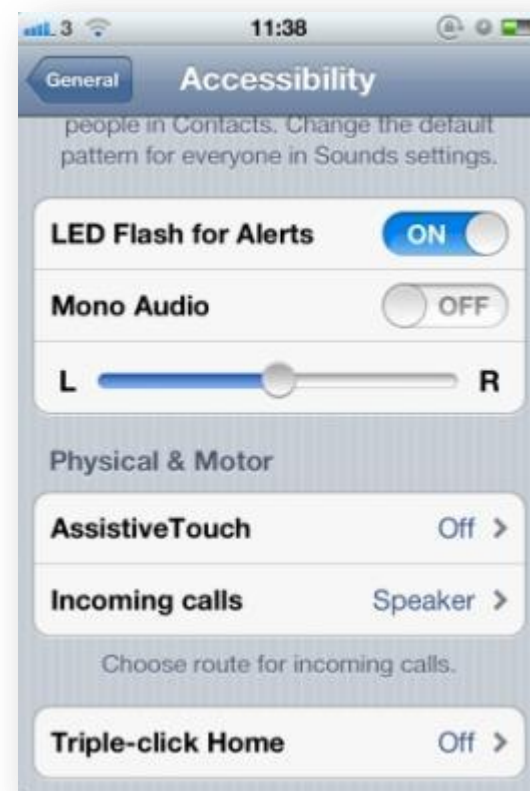 3 11:38
General Accessibility
people in Contacts. Change the default
pattern for everyone in Sounds settings.
LED Flash for Alerts ON
Mono Audio OFF
L R
Physical & Motor
AssistiveTouch Off
Incoming calls Speaker
Choose route for incoming calls.
Triple-click Home Off